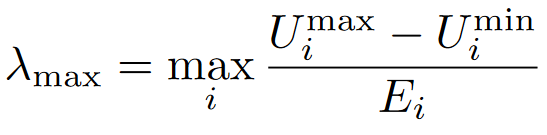 λ_max = max_i (U_i^max − U_i^min) / E_i